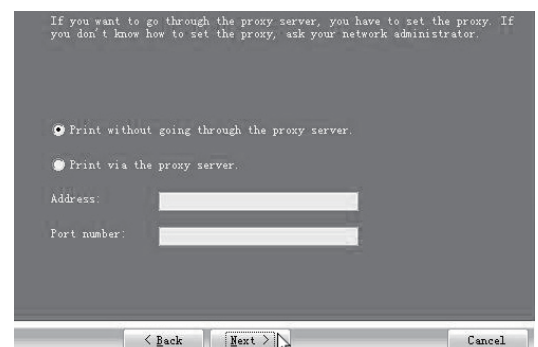 If you want to go through the proxy server, you have to set the proxy. If
you don't know how to set the proxy, ask your network administrator.
Print without going through the proxy server.
Print via the proxy server.
Address:
Port number:
< Back Next > Cancel